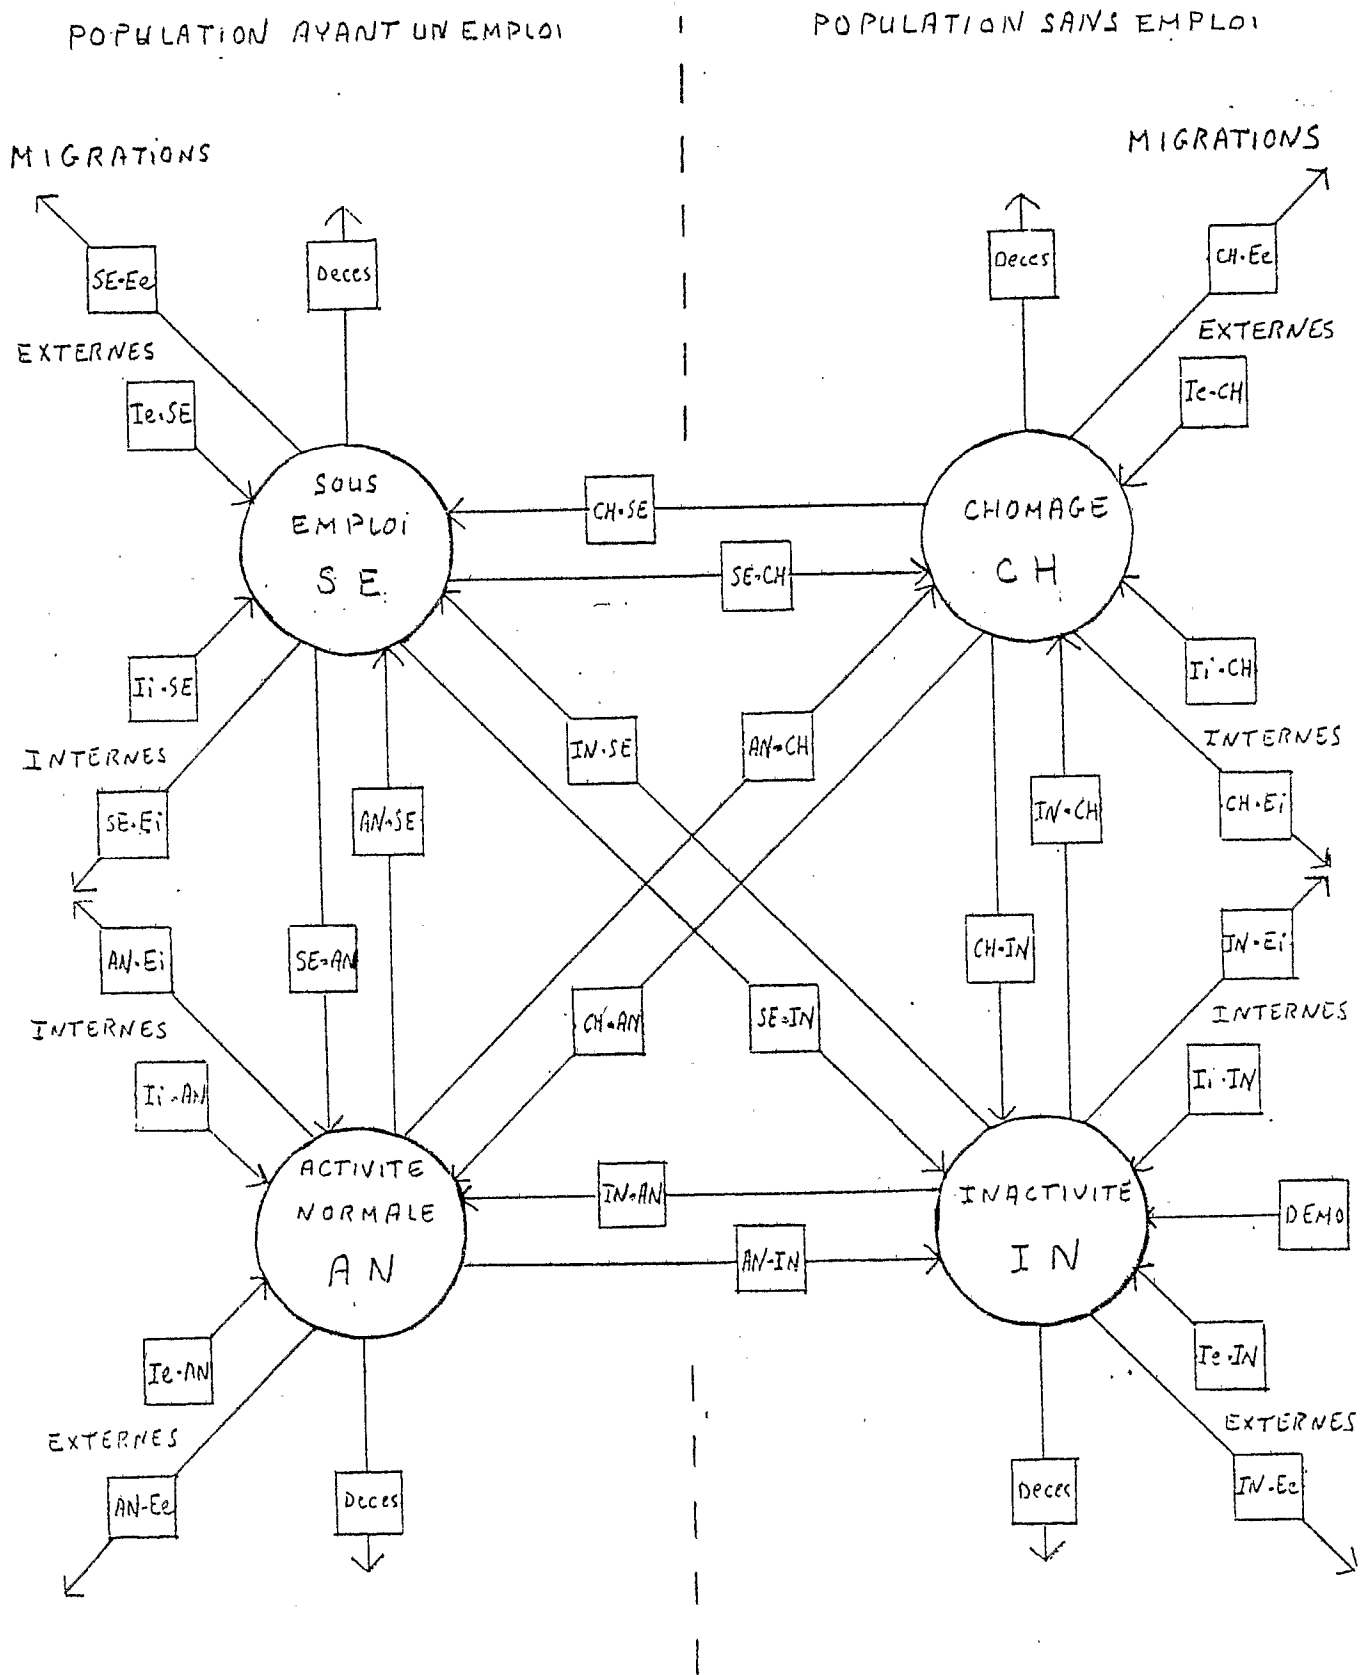 POPULATION AYANT UN EMPLOI
POPULATION SANS EMPLOI
MIGRATIONS
MIGRATIONS
SE-Ee
Deces
Deces
CH-Ee
EXTERNES
EXTERNES
Ie-SE
Ie-CH
SOUS
EMPLOI
SE
CH-SE
SE-CH
CHOMAGE
CH
Ii-SE
Ii-CH
IN-SE
AN-CH
INTERNES
INTERNES
SE-Ei
AN-SE
IN-CH
CH-Ei
AN-Ei
SE-AN
CH-IN
IN-Ei
INTERNES
INTERNES
CH-AN
SE-IN
Ii-AN
Ii-IN
ACTIVITE
NORMALE
AN
IN-AN
AN-IN
INACTIVITÉ
IN
DEMO
Ie-AN
Ie-IN
EXTERNES
EXTERNES
AN-Ee
Deces
Deces
IN-Ee